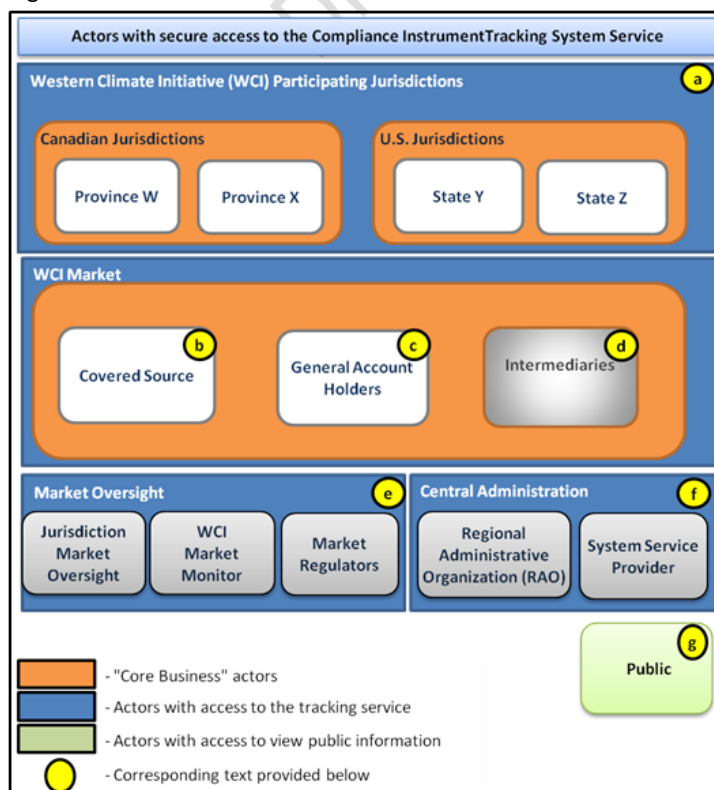 Actors with secure access to the Compliance InstrumentTracking System Service
Western Climate Initiative (WCI) Participating Jurisdictions
a
Canadian Jurisdictions
U.S. Jurisdictions
Province W
Province X
State Y
State Z
WCI Market
b
Covered Source
c
General Account
Holders
d
Intermediaries
Market Oversight
e
Jurisdiction
Market
Oversight
WCI
Market
Monitor
Market
Regulators
Central Administration
f
Regional
Administrative
Organization (RAO)
System Service
Provider
g
Public
- "Core Business" actors
- Actors with access to the tracking service
- Actors with access to view public information
- Corresponding text provided below